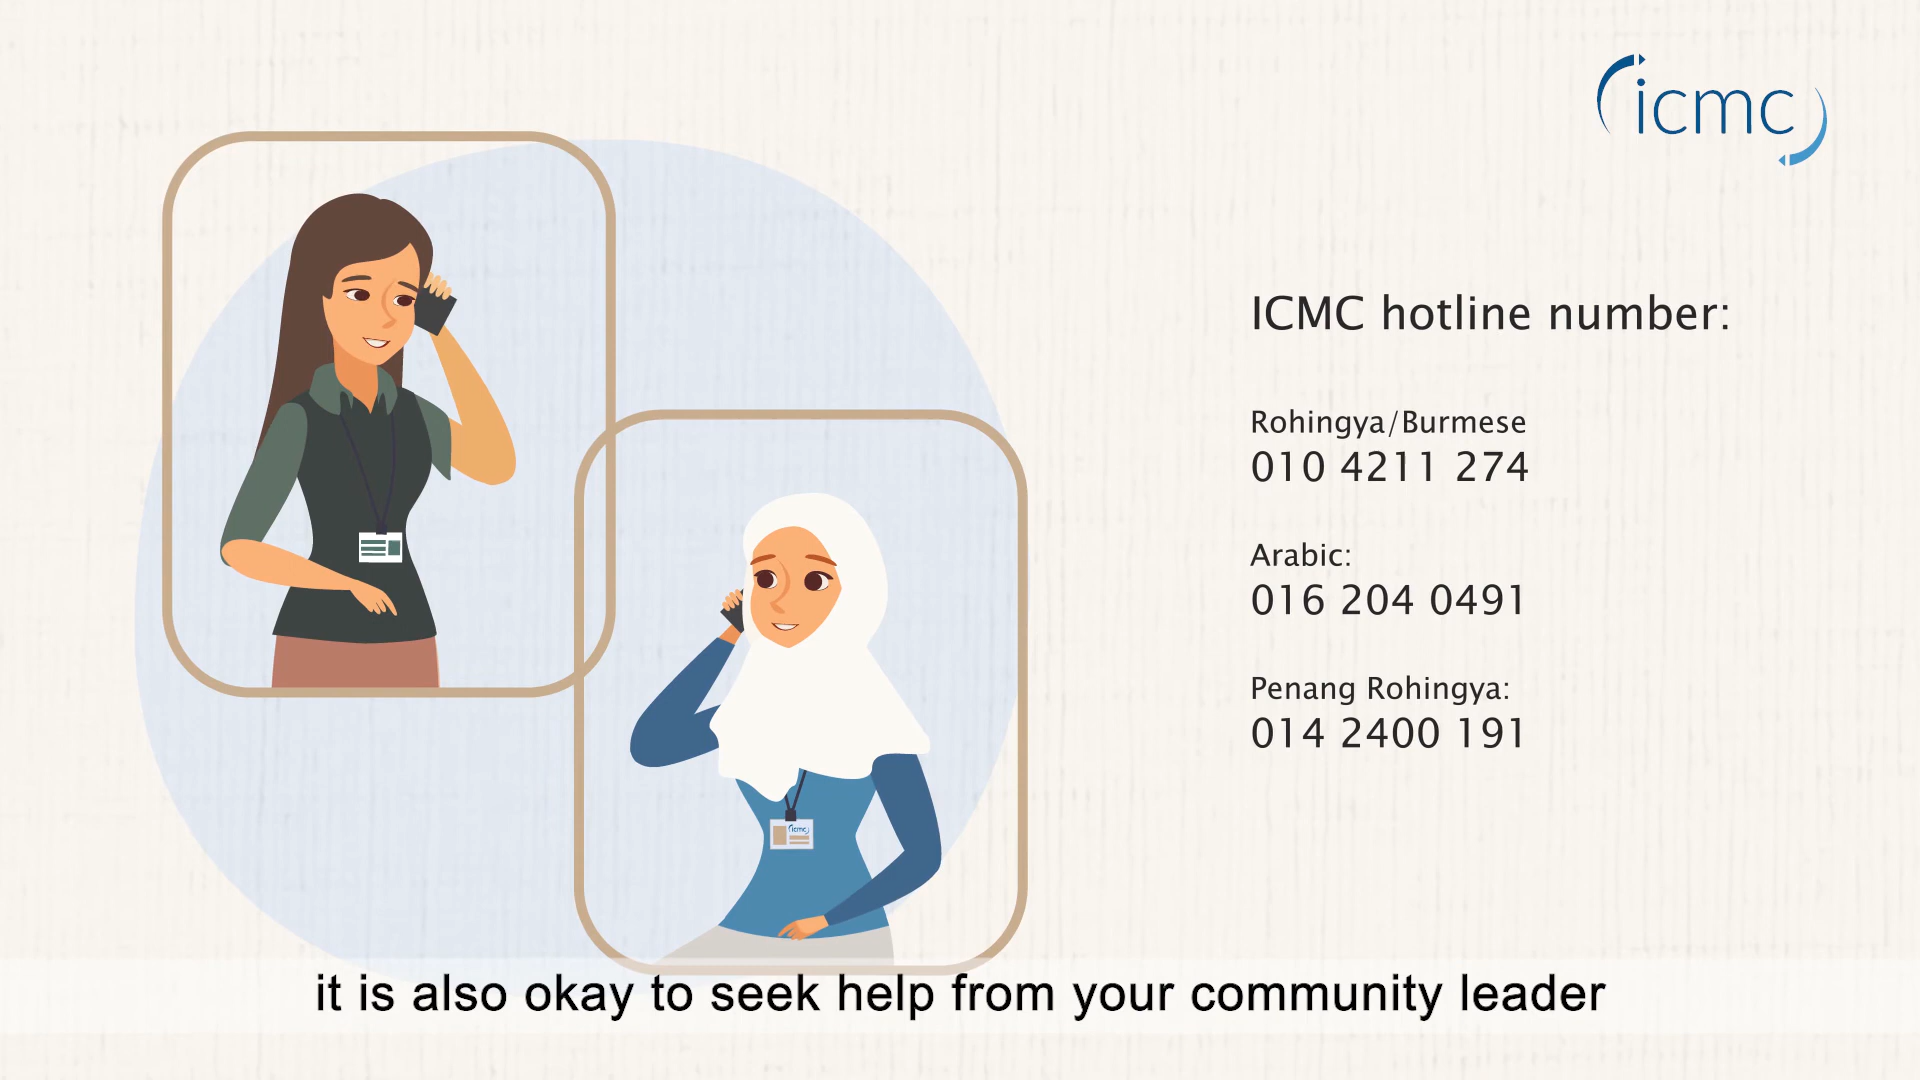 icmc
ICMC hotline number:
Rohingya/Burmese
010 4211 274
Arabic:
016 204 0491
Penang Rohingya:
014 2400 191
icmc
it is also okay to seek help from your community leader